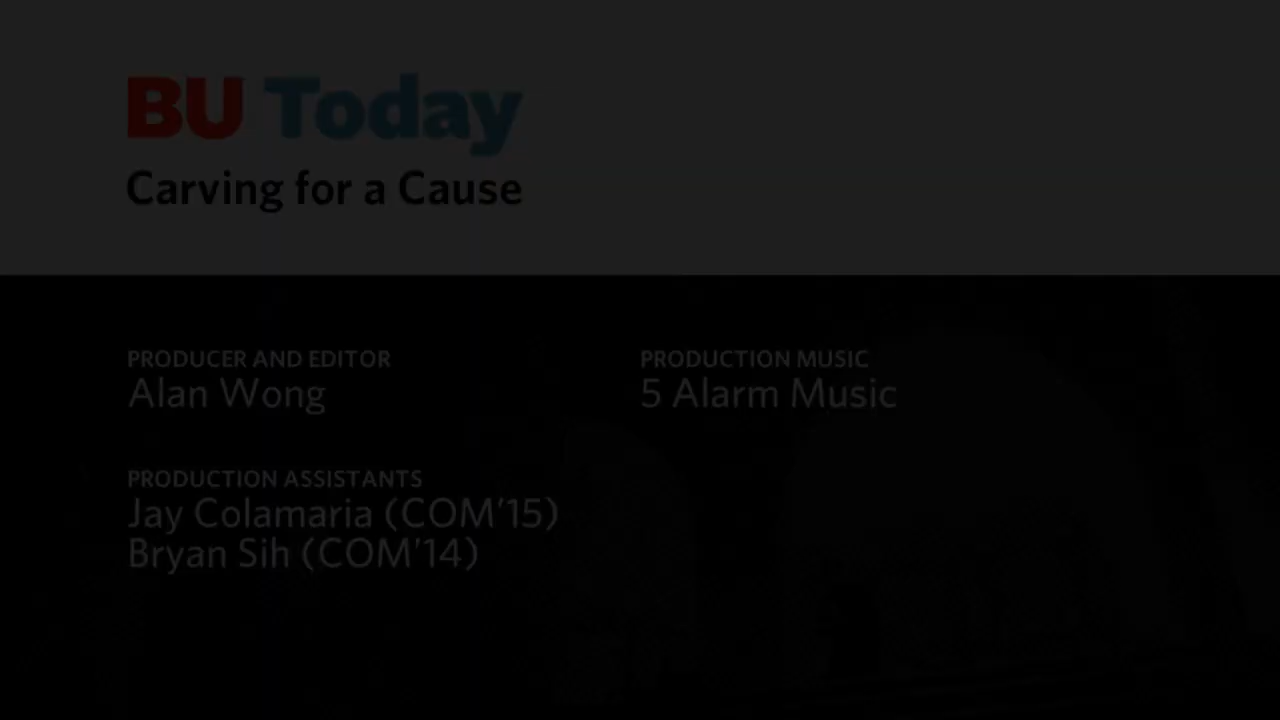 BU Today
Carving for a Cause
PRODUCER AND EDITOR
Alan Wong
PRODUCTION ASSISTANTS
Jay Colamaria (COM'15)
Bryan Sih (COM'14)
PRODUCTION MUSIC
5 Alarm Music